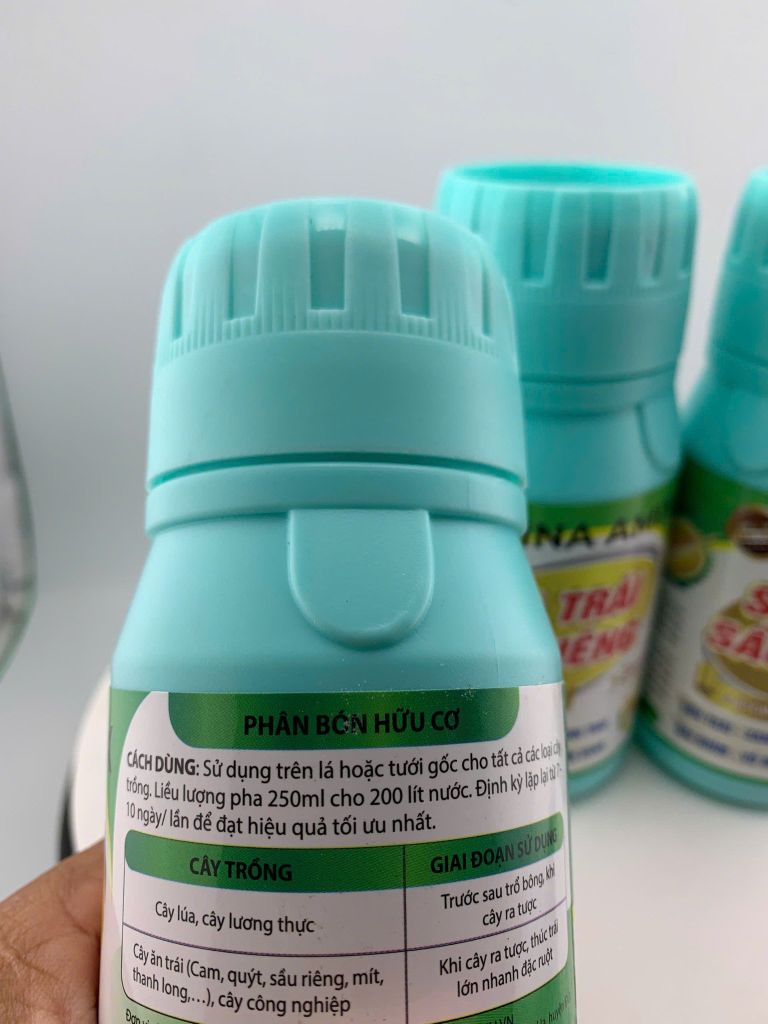 PHÂN BÓN HỮU CƠ
CÁCH DÙNG: Sử dụng trên lá hoặc tưới gốc cho tất cả các loại cây
trồng. Liều lượng pha 250ml cho 200 lít nước. Định kỳ lặp lại từ 7-
10 ngày/ lần để đạt hiệu quả tối ưu nhất.
CÂY TRỒNG
GIAI ĐOẠN SỬ DỤNG
Cây lúa, cây lương thực
Trước sau trổ bông, khi
cây ra tược
Cây ăn trái (Cam, quýt, sầu riêng, mít,
thanh long,...), cây công nghiệp
Khi cây ra tược, thúc trái
lớn nhanh đặc ruột
TRÁI